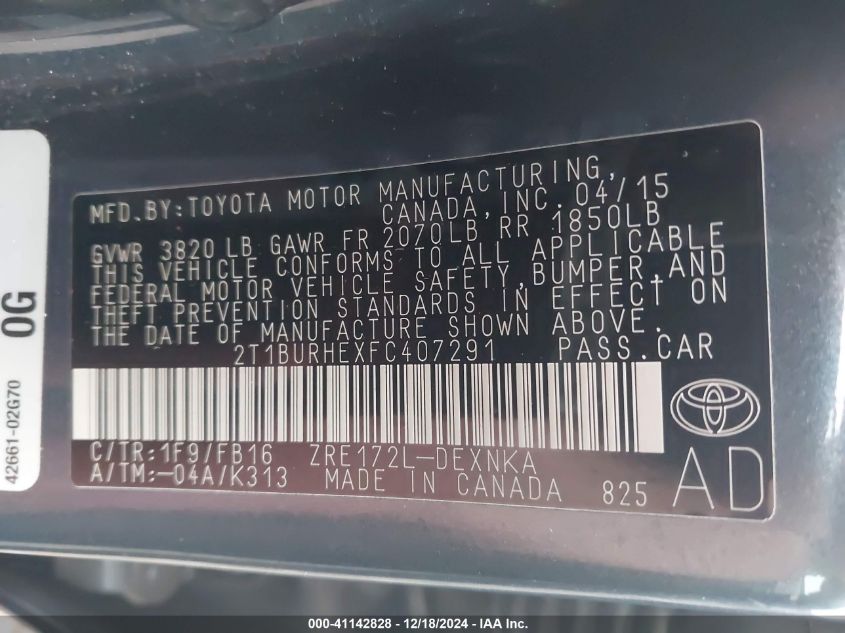 MFD.BY:TOYOTA MOTOR MANUFACTURING,
CANADA, INC. 04/15
GVWR 3820 LB GAWR FR 2070LB RR 1850LB
THIS VEHICLE CONFORMS TO ALL APPLICABLE
FEDERAL MOTOR VEHICLE SAFETY,BUMPER,AND
THEFT PREVENTION STANDARDS IN EFFECT ON
THE DATE OF MANUFACTURE SHOWN ABOVE.
2T1BURHEXFC407291 PASS.CAR
C/TR:1F9/FB16 ZRE172L-DEXNKA
A/TM:-04A/K313 MADE IN CANADA 825 AD
0G
42661-02G70
000-41142828 - 12/18/2024 - IAA Inc.